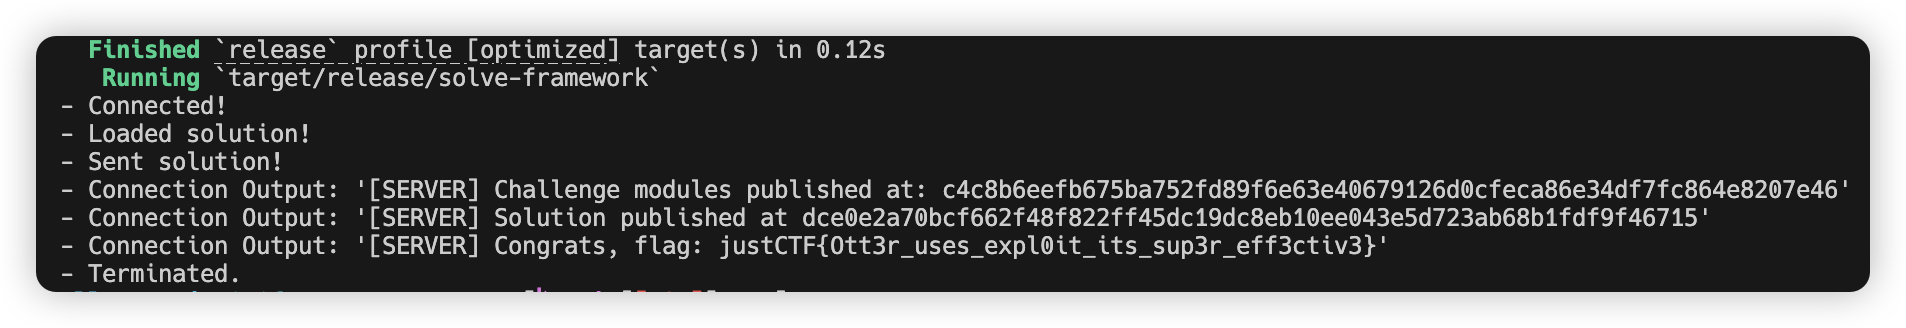 Finished `release` profile [optimized] target(s) in 0.12s
Running `target/release/solve-framework`
- Connected!
- Loaded solution!
- Sent solution!
- Connection Output: '[SERVER] Challenge modules published at: c4c8b6eefb675ba752fd89f6e63e40679126d0cfeca86e34df7fc864e8207e46'
- Connection Output: '[SERVER] Solution published at dce0e2a70bcf662f48f822ff45dc19dc8eb10ee043e5d723ab68b1fdf9f46715'
- Connection Output: '[SERVER] Congrats, flag: justCTF{Ott3r_uses_expl0it_its_sup3r_eff3ctiv3}'
- Terminated.